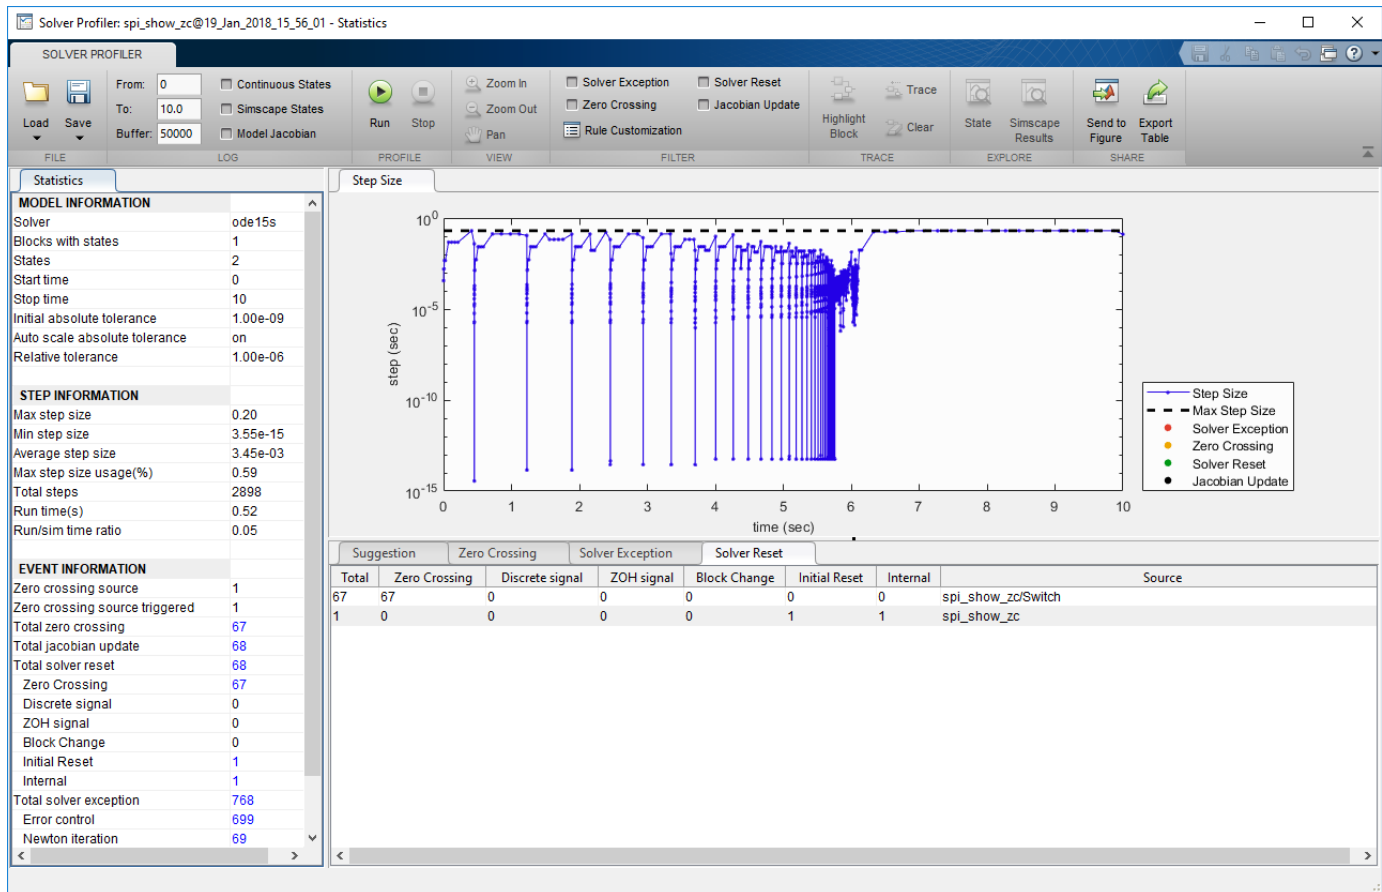 Solver Profiler: spi_show_zc@19_Jan_2018_15_56_01 - Statistics
SOLVER PROFILER
Load
Save
FILE
From: 0
To: 10.0
Buffer: 50000
Continuous States
Simscape States
Model Jacobian
LOG
Run
Stop
PROFILE
Zoom In
Zoom Out
Pan
VIEW
Solver Exception
Solver Reset
Zero Crossing
Jacobian Update
Rule Customization
FILTER
Highlight
Block
Trace
Clear
TRACE
State
Simscape
Results
EXPLORE
Send to
Figure
Export
Table
SHARE
Statistics
MODEL INFORMATION
Solver ode15s
Blocks with states 1
States 2
Start time 0
Stop time 10
Initial absolute tolerance 1.00e-09
Auto scale absolute tolerance on
Relative tolerance 1.00e-06
STEP INFORMATION
Max step size 0.20
Min step size 3.55e-15
Average step size 3.45e-03
Max step size usage(%) 0.59
Total steps 2898
Run time(s) 0.52
Run/sim time ratio 0.05
EVENT INFORMATION
Zero crossing source 1
Zero crossing source triggered 1
Total zero crossing 67
Total jacobian update 68
Total solver reset 68
Zero Crossing 67
Discrete signal 0
ZOH signal 0
Block Change 0
Initial Reset 1
Internal 1
Total solver exception 768
Error control 699
Newton iteration 69
Step Size
10^0
10^-5
10^-10
10^-15
step (sec)
0 1 2 3 4 5 6 7 8 9 10
time (sec)
Step Size
Max Step Size
Solver Exception
Zero Crossing
Solver Reset
Jacobian Update
Suggestion Zero Crossing Solver Exception Solver Reset
Total Zero Crossing Discrete signal ZOH signal Block Change Initial Reset Internal Source
67 67 0 0 0 0 0 spi_show_zc/Switch
1 0 0 0 0 1 1 spi_show_zc